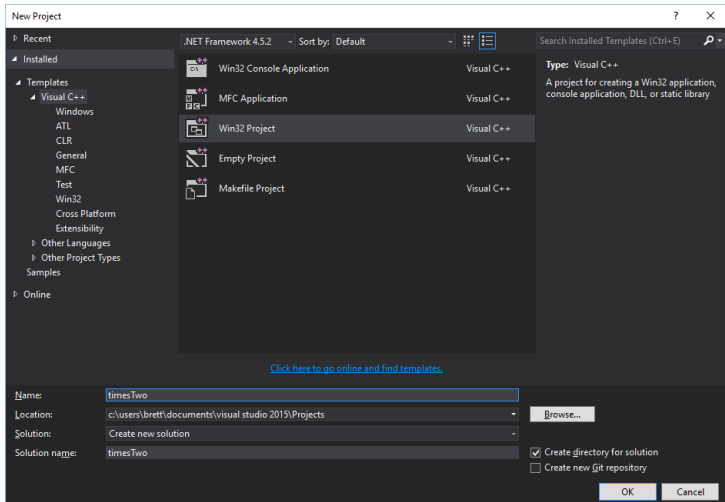 New Project
? ×
Recent
.NET Framework 4.5.2 Sort by: Default
Search Installed Templates (Ctrl+E)
Installed
Templates
Visual C++
Windows
ATL
CLR
General
MFC
Test
Win32
Cross Platform
Extensibility
Other Languages
Other Project Types
Samples
Online
Win32 Console Application Visual C++
MFC Application Visual C++
Win32 Project Visual C++
Empty Project Visual C++
Makefile Project Visual C++
Click here to go online and find templates.
Type: Visual C++
A project for creating a Win32 application,
console application, DLL, or static library
Name: timesTwo
Location: c:\users\brett\documents\visual studio 2015\Projects Browse...
Solution: Create new solution
Solution name: timesTwo
Create directory for solution
Create new Git repository
OK Cancel